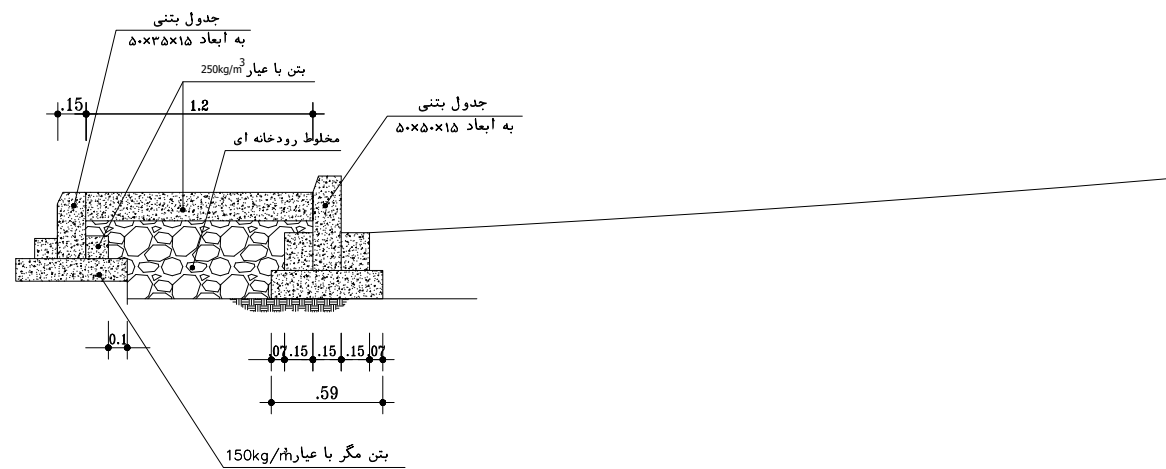 جدول بتنی
به ابعاد ۵۰×۳۵×۱۵
بتن با عیار 250kg/m3
.15
1.2
جدول بتنی
به ابعاد ۵۰×۵۰×۱۵
مخلوط رودخانه ای
0.1
.07 .15 .15 .15 .07
.59
بتن مگر با عیار 150kg/m3